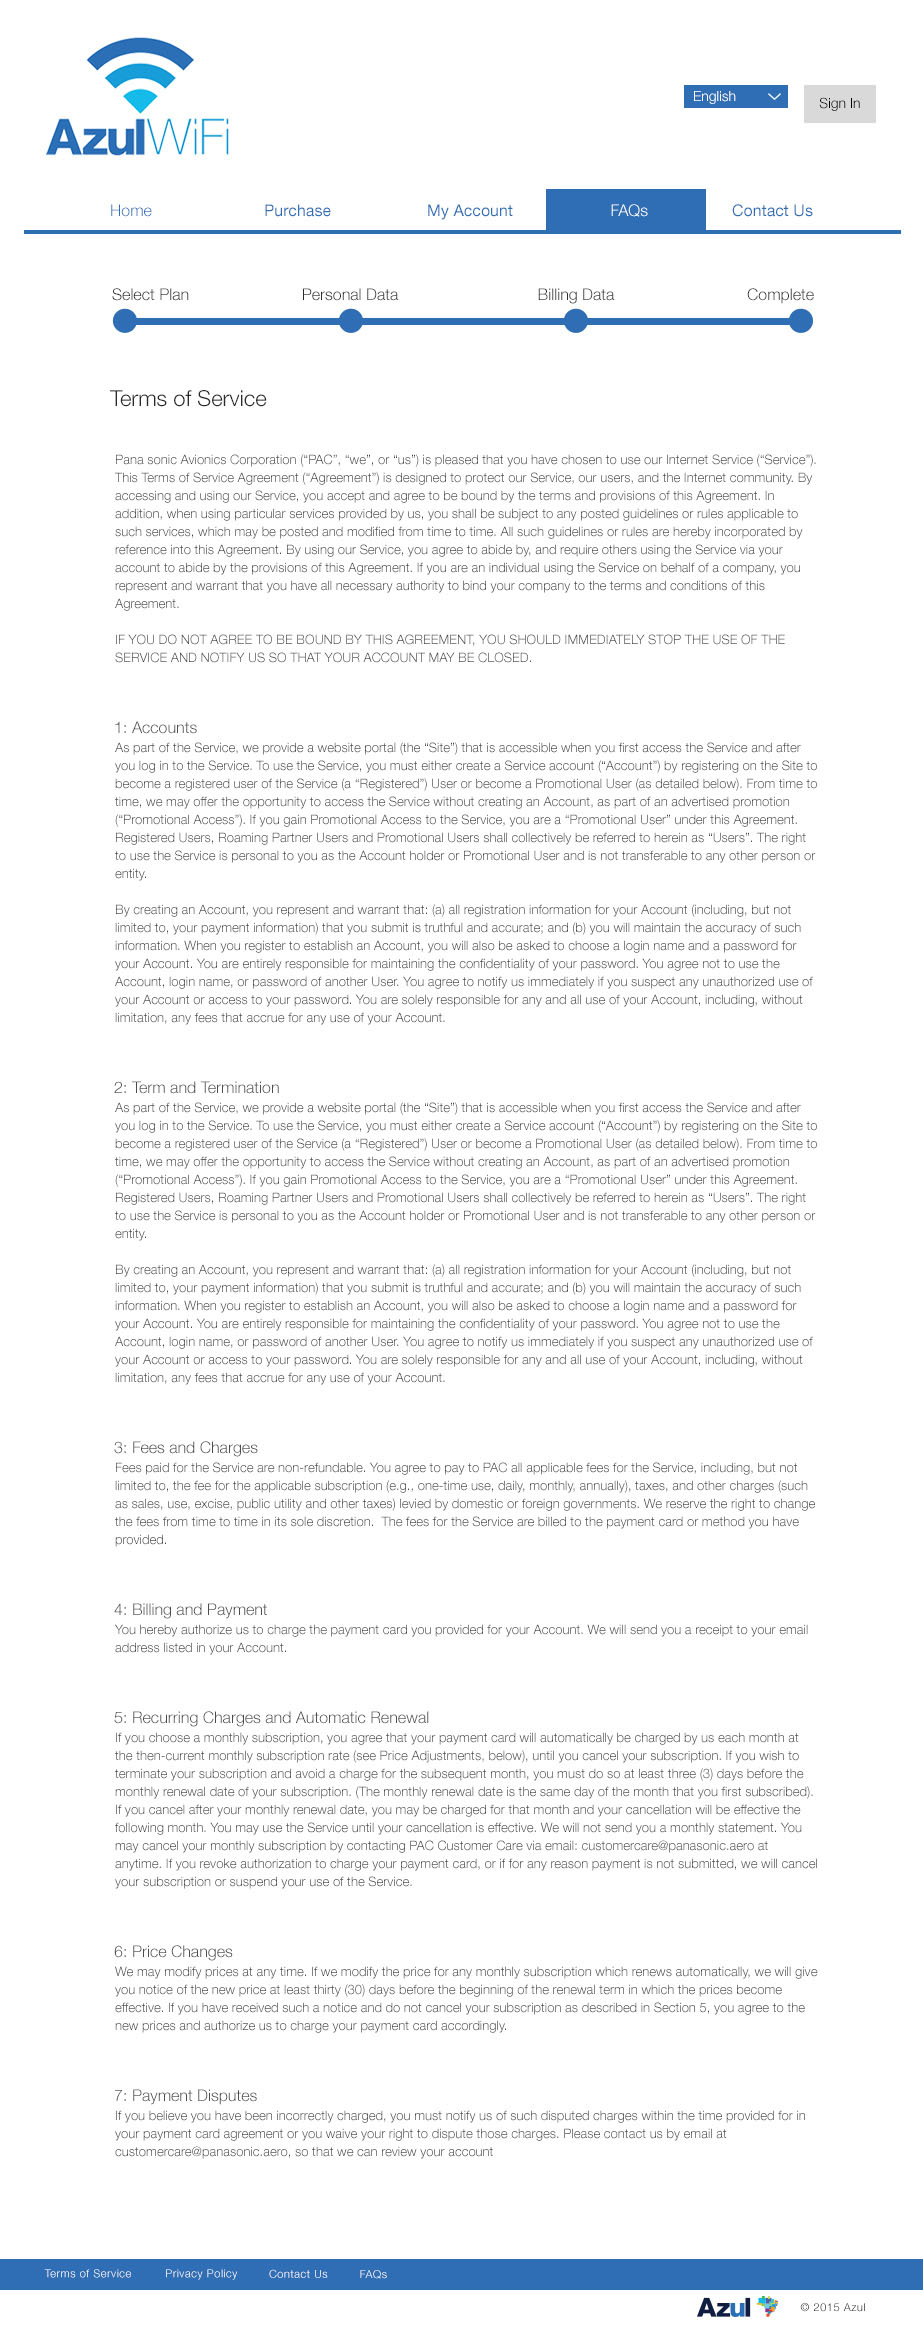 AzulWiFi
English
Sign In
Home
Purchase
My Account
FAQs
Contact Us
Select Plan
Personal Data
Billing Data
Complete
Terms of Service
Pana sonic Avionics Corporation (“PAC”, “we”, or “us”) is pleased that you have chosen to use our Internet Service (“Service”).
This Terms of Service Agreement (“Agreement”) is designed to protect our Service, our users, and the Internet community. By
accessing and using our Service, you accept and agree to be bound by the terms and provisions of this Agreement. In
addition, when using particular services provided by us, you shall be subject to any posted guidelines or rules applicable to
such services, which may be posted and modified from time to time. All such guidelines or rules are hereby incorporated by
reference into this Agreement. By using our Service, you agree to abide by, and require others using the Service via your
account to abide by the provisions of this Agreement. If you are an individual using the Service on behalf of a company, you
represent and warrant that you have all necessary authority to bind your company to the terms and conditions of this
Agreement.
IF YOU DO NOT AGREE TO BE BOUND BY THIS AGREEMENT, YOU SHOULD IMMEDIATELY STOP THE USE OF THE
SERVICE AND NOTIFY US SO THAT YOUR ACCOUNT MAY BE CLOSED.
1: Accounts
As part of the Service, we provide a website portal (the “Site”) that is accessible when you first access the Service and after
you log in to the Service. To use the Service, you must either create a Service account (“Account”) by registering on the Site to
become a registered user of the Service (a “Registered”) User or become a Promotional User (as detailed below). From time to
time, we may offer the opportunity to access the Service without creating an Account, as part of an advertised promotion
(“Promotional Access”). If you gain Promotional Access to the Service, you are a “Promotional User” under this Agreement.
Registered Users, Roaming Partner Users and Promotional Users shall collectively be referred to herein as “Users”. The right
to use the Service is personal to you as the Account holder or Promotional User and is not transferable to any other person or
entity.
By creating an Account, you represent and warrant that: (a) all registration information for your Account (including, but not
limited to, your payment information) that you submit is truthful and accurate; and (b) you will maintain the accuracy of such
information. When you register to establish an Account, you will also be asked to choose a login name and a password for
your Account. You are entirely responsible for maintaining the confidentiality of your password. You agree not to use the
Account, login name, or password of another User. You agree to notify us immediately if you suspect any unauthorized use of
your Account or access to your password. You are solely responsible for any and all use of your Account, including, without
limitation, any fees that accrue for any use of your Account.
2: Term and Termination
As part of the Service, we provide a website portal (the “Site”) that is accessible when you first access the Service and after
you log in to the Service. To use the Service, you must either create a Service account (“Account”) by registering on the Site to
become a registered user of the Service (a “Registered”) User or become a Promotional User (as detailed below). From time to
time, we may offer the opportunity to access the Service without creating an Account, as part of an advertised promotion
(“Promotional Access”). If you gain Promotional Access to the Service, you are a “Promotional User” under this Agreement.
Registered Users, Roaming Partner Users and Promotional Users shall collectively be referred to herein as “Users”. The right
to use the Service is personal to you as the Account holder or Promotional User and is not transferable to any other person or
entity.
By creating an Account, you represent and warrant that: (a) all registration information for your Account (including, but not
limited to, your payment information) that you submit is truthful and accurate; and (b) you will maintain the accuracy of such
information. When you register to establish an Account, you will also be asked to choose a login name and a password for
your Account. You are entirely responsible for maintaining the confidentiality of your password. You agree not to use the
Account, login name, or password of another User. You agree to notify us immediately if you suspect any unauthorized use of
your Account or access to your password. You are solely responsible for any and all use of your Account, including, without
limitation, any fees that accrue for any use of your Account.
3: Fees and Charges
Fees paid for the Service are non-refundable. You agree to pay to PAC all applicable fees for the Service, including, but not
limited to, the fee for the applicable subscription (e.g., one-time use, daily, monthly, annually), taxes, and other charges (such
as sales, use, excise, public utility and other taxes) levied by domestic or foreign governments. We reserve the right to change
the fees from time to time in its sole discretion. The fees for the Service are billed to the payment card or method you have
provided.
4: Billing and Payment
You hereby authorize us to charge the payment card you provided for your Account. We will send you a receipt to your email
address listed in your Account.
5: Recurring Charges and Automatic Renewal
If you choose a monthly subscription, you agree that your payment card will automatically be charged by us each month at
the then-current monthly subscription rate (see Price Adjustments, below), until you cancel your subscription. If you wish to
terminate your subscription and avoid a charge for the subsequent month, you must do so at least three (3) days before the
monthly renewal date of your subscription. (The monthly renewal date is the same day of the month that you first subscribed).
If you cancel after your monthly renewal date, you may be charged for that month and your cancellation will be effective the
following month. You may use the Service until your cancellation is effective. We will not send you a monthly statement. You
may cancel your monthly subscription by contacting PAC Customer Care via email: customercare@panasonic.aero at
anytime. If you revoke authorization to charge your payment card, or if for any reason payment is not submitted, we will cancel
your subscription or suspend your use of the Service.
6: Price Changes
We may modify prices at any time. If we modify the price for any monthly subscription which renews automatically, we will give
you notice of the new price at least thirty (30) days before the beginning of the renewal term in which the prices become
effective. If you have received such a notice and do not cancel your subscription as described in Section 5, you agree to the
new prices and authorize us to charge your payment card accordingly.
7: Payment Disputes
If you believe you have been incorrectly charged, you must notify us of such disputed charges within the time provided for in
your payment card agreement or you waive your right to dispute those charges. Please contact us by email at
customercare@panasonic.aero, so that we can review your account
Terms of Service
Privacy Policy
Contact Us
FAQs
Azul
© 2015 Azul